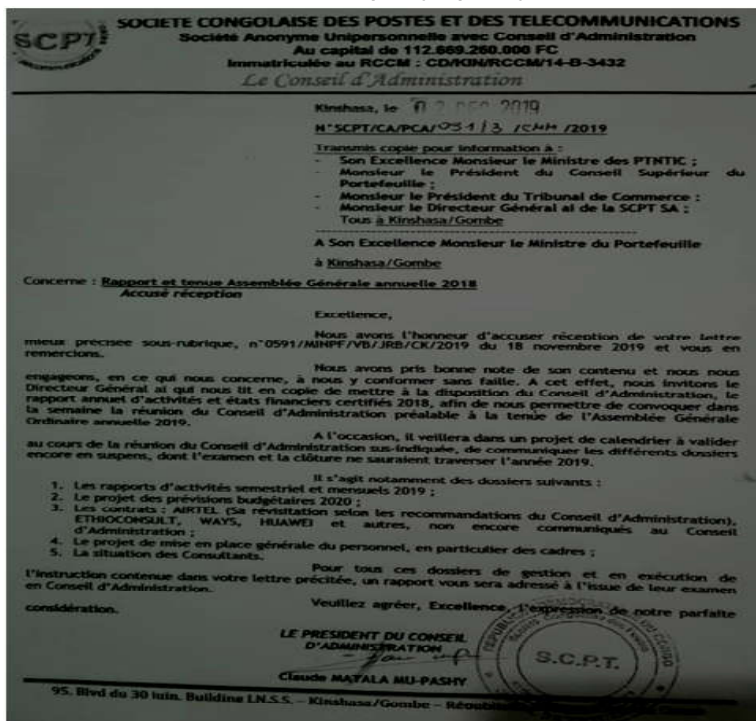 SCPT
SOCIETE CONGOLAISE DES POSTES ET DES TELECOMMUNICATIONS
Société Anonyme Unipersonnelle avec Conseil d'Administration
Au capital de 112.669.260.000 FC
Immatriculée au RCCM : CD/KIN/RCCM/14-B-3432
Le Conseil d'Administration
Kinshasa, le 02 DEC 2019
N°SCPT/CA/PCA/051/3 /CMM /2019
Transmis copie pour information à :
- Son Excellence Monsieur le Ministre des PTNTIC ;
- Monsieur le Président du Conseil Supérieur du
Portefeuille ;
- Monsieur le Président du Tribunal de Commerce ;
- Monsieur le Directeur Général ai de la SCPT SA ;
Tous à Kinshasa/Gombe
A Son Excellence Monsieur le Ministre du Portefeuille
à Kinshasa/Gombe
Concerne : Rapport et tenue Assemblée Générale annuelle 2018
Accusé réception
Excellence,
Nous avons l'honneur d'accuser réception de votre lettre
mieux précisée sous-rubrique, n°0591/MINPF/VB/JRB/CK/2019 du 18 novembre 2019 et vous en
remercions.
Nous avons pris bonne note de son contenu et nous nous
engageons, en ce qui nous concerne, à nous y conformer sans faille. A cet effet, nous invitons le
Directeur Général ai qui nous lit en copie de mettre à la disposition du Conseil d'Administration, le
rapport annuel d'activités et états financiers certifiés 2018, afin de nous permettre de convoquer dans
la semaine la réunion du Conseil d'Administration préalable à la tenue de l'Assemblée Générale
Ordinaire annuelle 2019.
A l'occasion, il veillera dans un projet de calendrier à valider
au cours de la réunion du Conseil d'Administration sus-indiquée, de communiquer les différents dossiers
encore en suspens, dont l'examen et la clôture ne sauraient traverser l'année 2019.
Il s'agit notamment des dossiers suivants :
1. Les rapports d'activités semestriel et mensuels 2019 ;
2. Le projet des prévisions budgétaires 2020 ;
3. Les contrats : AIRTEL (Sa révisitation selon les recommandations du Conseil d'Administration),
ETHIOCONSULT, WAYS, HUAWEI et autres, non encore communiqués au Conseil
d'Administration ;
4. Le projet de mise en place générale du personnel, en particulier des cadres ;
5. La situation des Consultants.
Pour tous ces dossiers de gestion et en exécution de
l'instruction contenue dans votre lettre précitée, un rapport vous sera adressé à l'issue de leur examen
en Conseil d'Administration.
Veuillez agréer, Excellence, l'expression de notre parfaite
considération.
LE PRESIDENT DU CONSEIL
D'ADMINISTRATION
Claude MATALA MU-PASHY
S.C.P.T.
95, Blvd du 30 juin, Building I.N.S.S. – Kinshasa/Gombe –